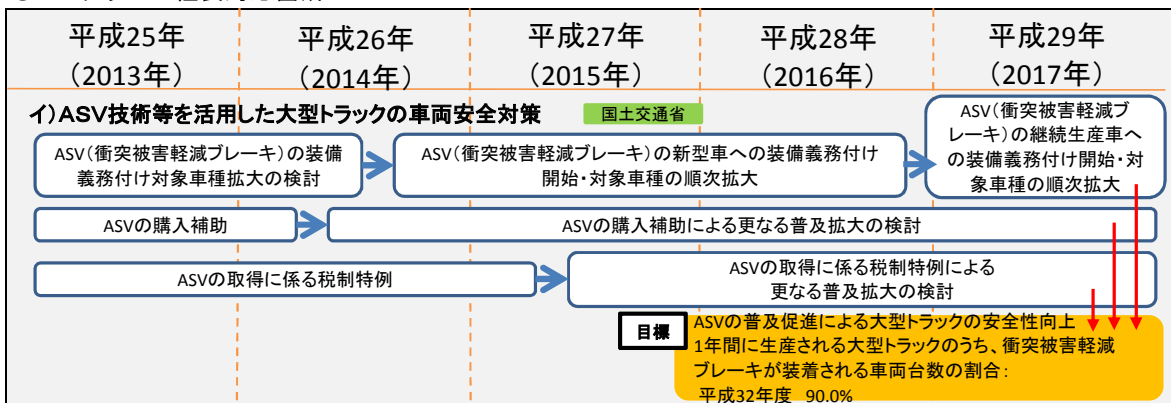 平成25年
（2013年）
平成26年
（2014年）
平成27年
（2015年）
平成28年
（2016年）
平成29年
（2017年）
イ)ASV技術等を活用した大型トラックの車両安全対策
国土交通省
ASV（衝突被害軽減ブレーキ）の装備
義務付け対象車種拡大の検討
ASV（衝突被害軽減ブレーキ）の新型車への装備義務付け
開始・対象車種の順次拡大
ASV（衝突被害軽減ブ
レーキ）の継続生産車へ
の装備義務付け開始・対
象車種の順次拡大
ASVの購入補助
ASVの購入補助による更なる普及拡大の検討
ASVの取得に係る税制特例
ASVの取得に係る税制特例による
更なる普及拡大の検討
目標
ASVの普及促進による大型トラックの安全性向上
1年間に生産される大型トラックのうち、衝突被害軽減
ブレーキが装着される車両台数の割合：
平成32年度 90.0%